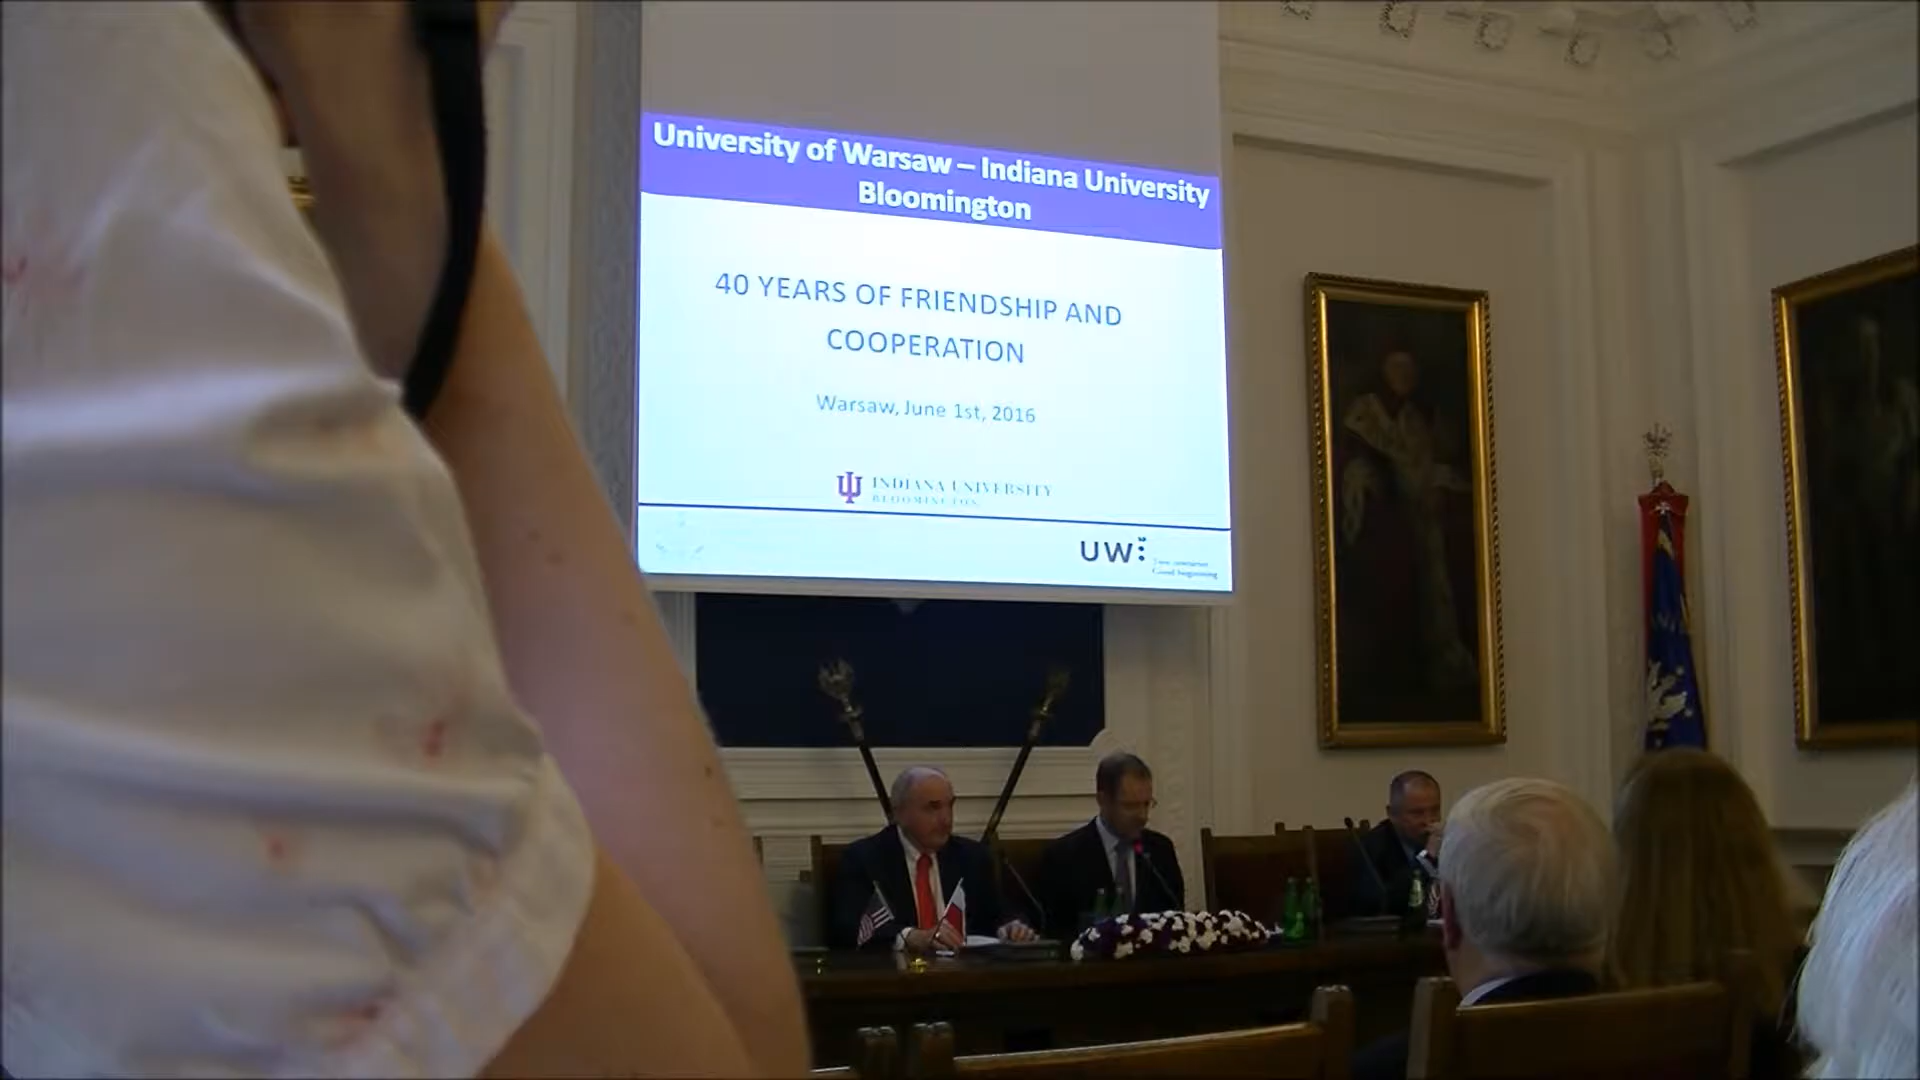 University of Warsaw – Indiana University
Bloomington
40 YEARS OF FRIENDSHIP AND
COOPERATION
Warsaw, June 1st, 2016
INDIANA UNIVERSITY
BLOOMINGTON
UW